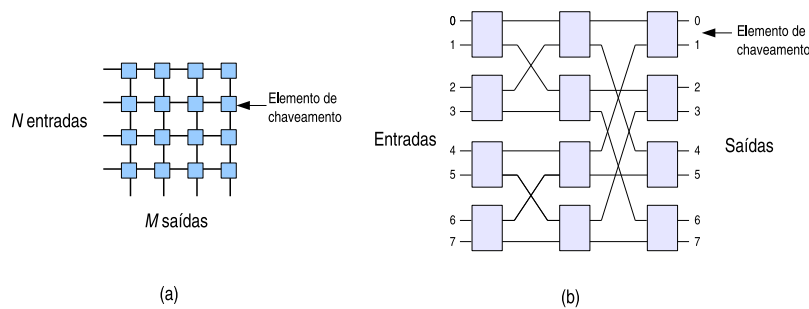 N entradas
Elemento de
chaveamento
M saídas
(a)
Entradas
0
1
2
3
4
5
6
7
0
1
2
3
4
5
6
7
Elemento de
chaveamento
Saídas
(b)